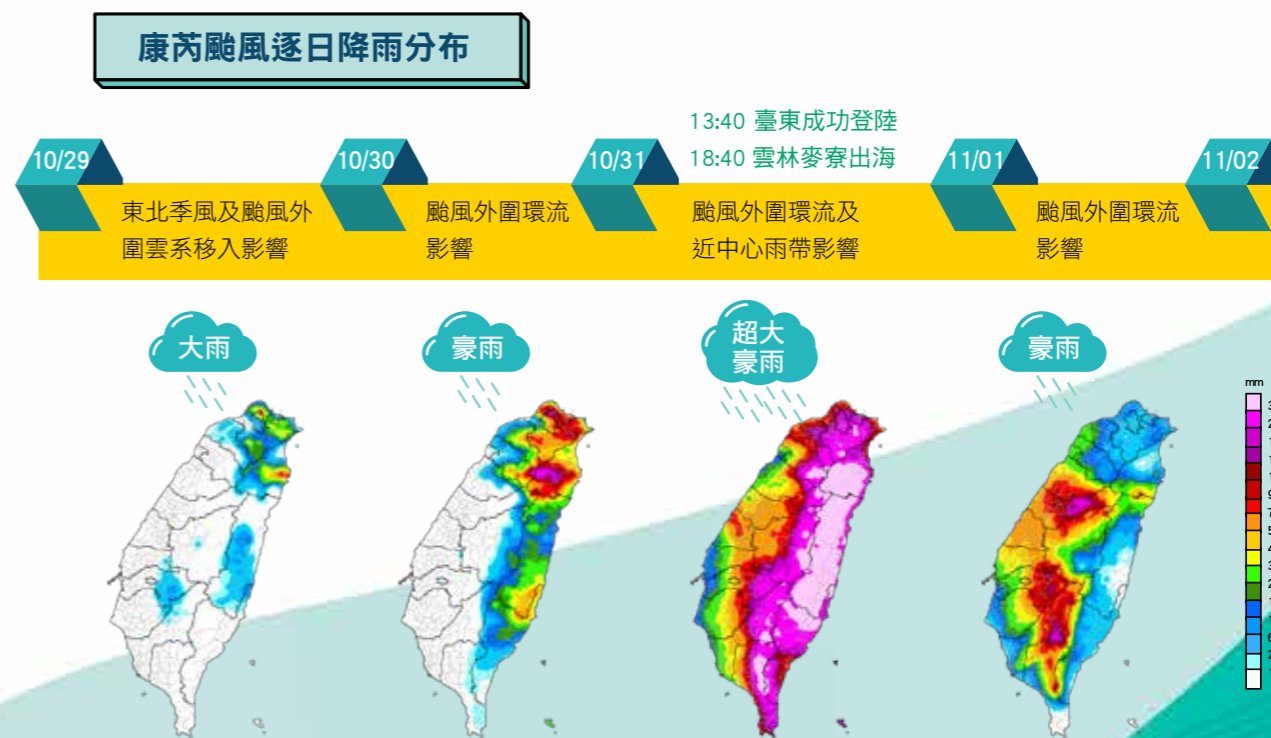 康芮颱風逐日降雨分布
13:40 臺東成功登陸
18:40 雲林麥寮出海
10/29
10/30
10/31
11/01
11/02
東北季風及颱風外
圍雲系移入影響
颱風外圍環流
影響
颱風外圍環流及
近中心雨帶影響
颱風外圍環流
影響
大雨
豪雨
超大
豪雨
豪雨
mm